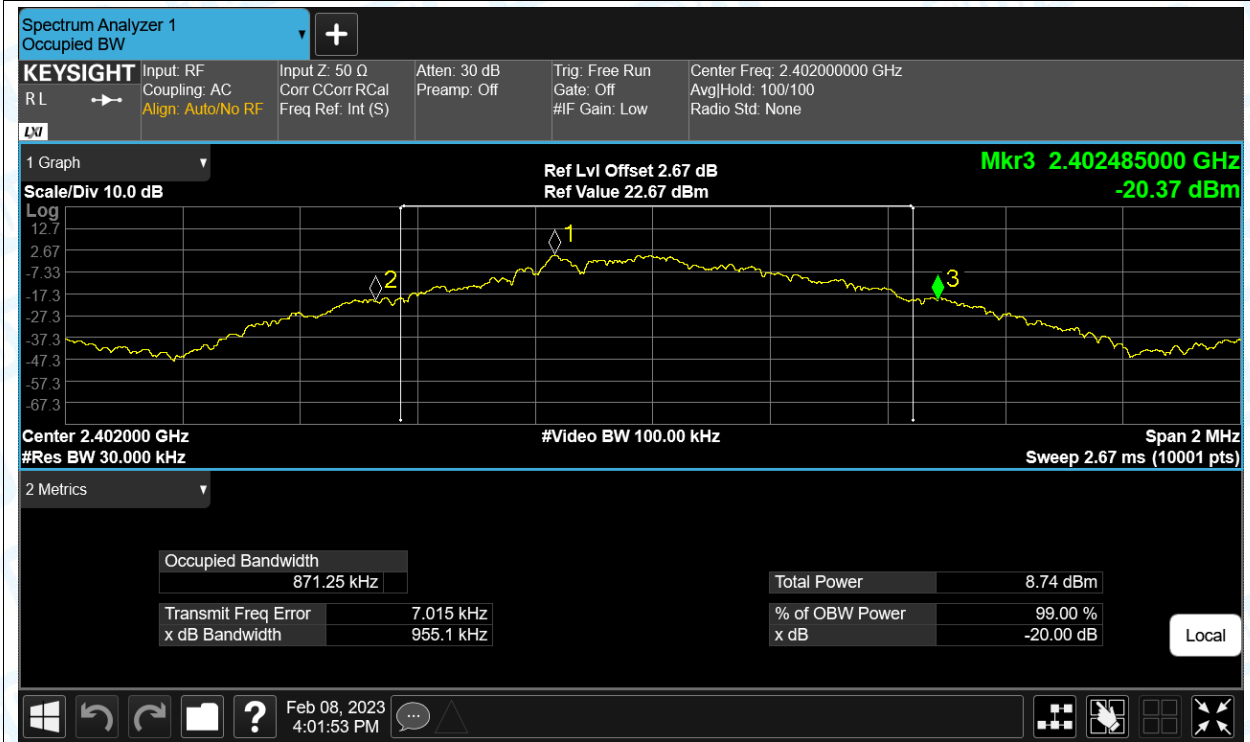 Spectrum Analyzer 1
Occupied BW
+
KEYSIGHT
R L
LXI
Input: RF
Coupling: AC
Align: Auto/No RF
Input Z: 50 Ω
Corr CCorr RCal
Freq Ref: Int (S)
Atten: 30 dB
Preamp: Off
Trig: Free Run
Gate: Off
#IF Gain: Low
Center Freq: 2.402000000 GHz
Avg|Hold: 100/100
Radio Std: None
1 Graph
Scale/Div 10.0 dB
Ref Lvl Offset 2.67 dB
Ref Value 22.67 dBm
Mkr3 2.402485000 GHz
-20.37 dBm
Log
12.7
2.67
-7.33
-17.3
-27.3
-37.3
-47.3
-57.3
-67.3
1
2
3
Center 2.402000 GHz
#Video BW 100.00 kHz
Span 2 MHz
#Res BW 30.000 kHz
Sweep 2.67 ms (10001 pts)
2 Metrics
Occupied Bandwidth
871.25 kHz
Total Power 8.74 dBm
Transmit Freq Error 7.015 kHz
% of OBW Power 99.00 %
x dB Bandwidth 955.1 kHz
x dB -20.00 dB
Local
?
Feb 08, 2023
4:01:53 PM